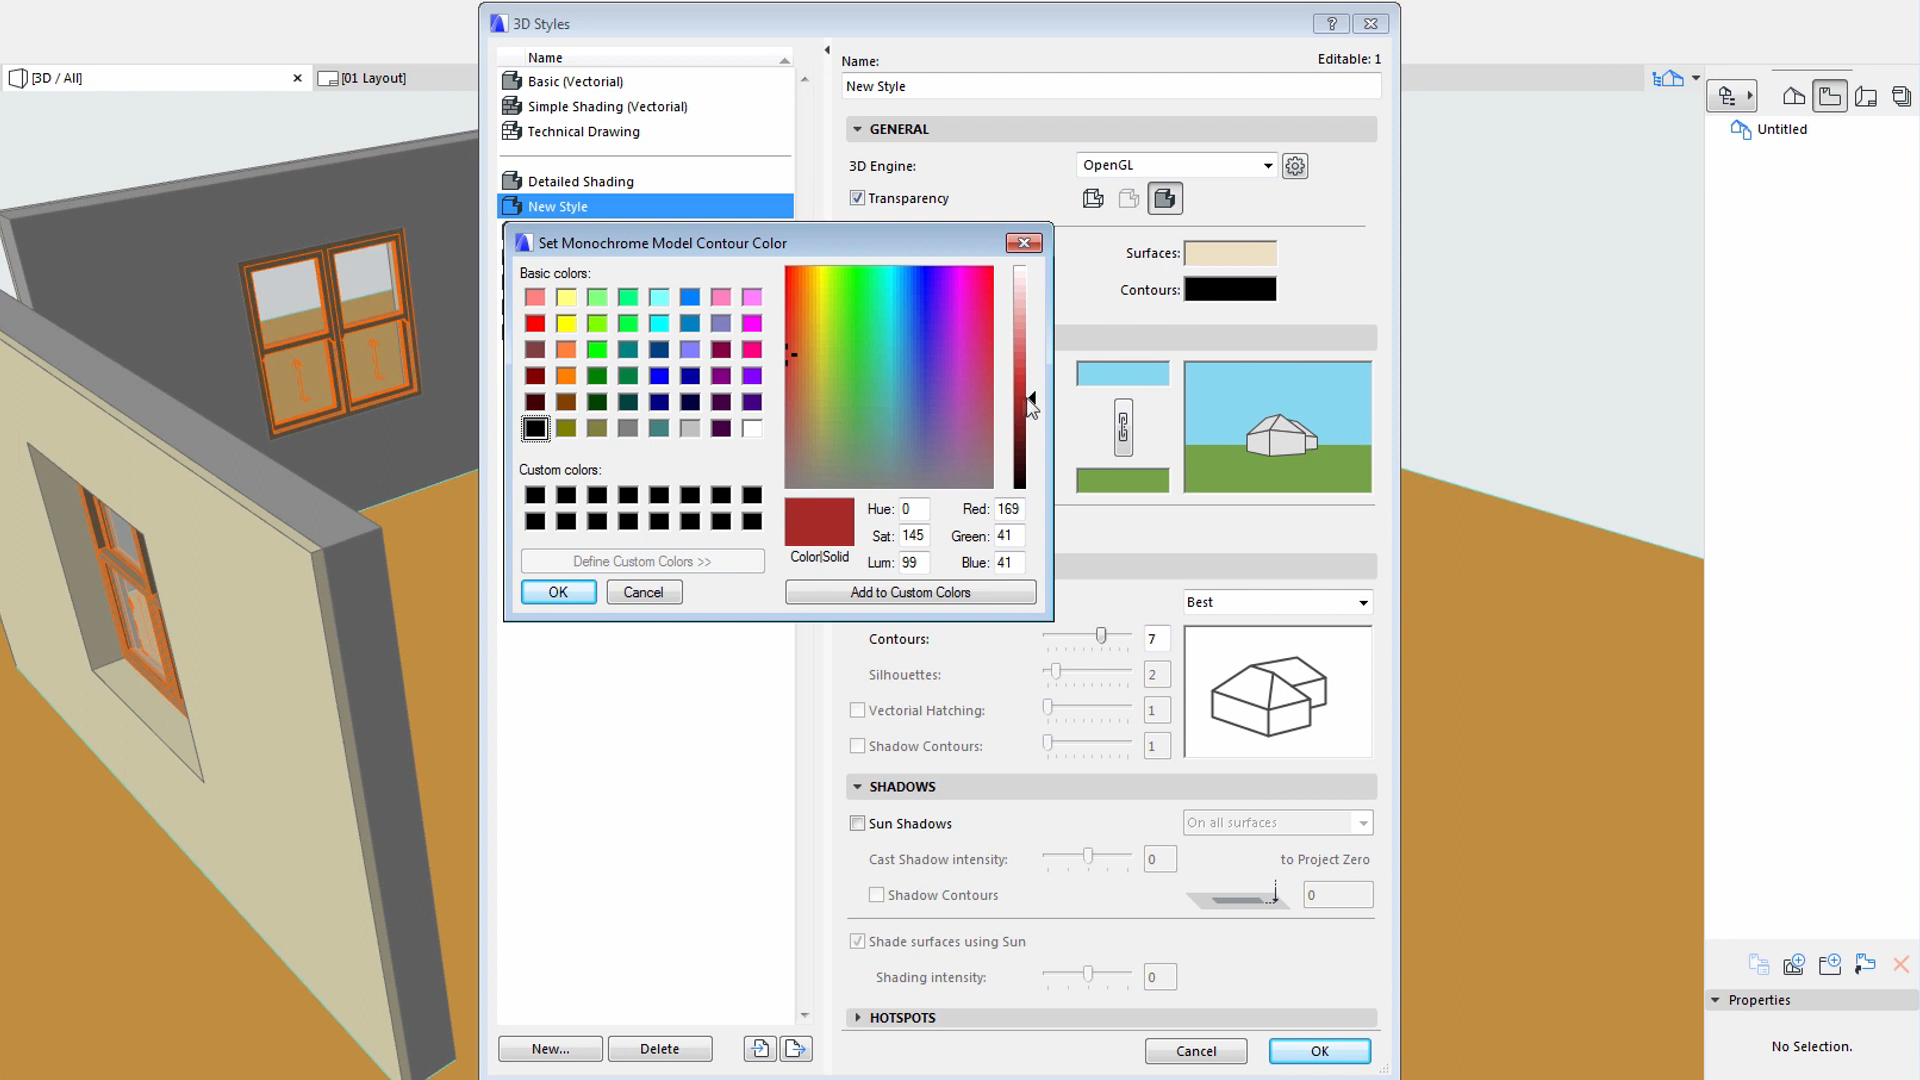 3D Styles
[3D / All]
[01 Layout]
Name
Basic (Vectorial)
Simple Shading (Vectorial)
Technical Drawing
Detailed Shading
New Style
Name:
Editable: 1
New Style
GENERAL
3D Engine:
OpenGL
Transparency
Surfaces:
Contours:
Set Monochrome Model Contour Color
Basic colors:
Custom colors:
Define Custom Colors >>
OK
Cancel
Color|Solid
Hue: 0
Sat: 145
Lum: 99
Red: 169
Green: 41
Blue: 41
Add to Custom Colors
Best
Contours: 7
Silhouettes: 2
Vectorial Hatching: 1
Shadow Contours: 1
SHADOWS
Sun Shadows
On all surfaces
Cast Shadow intensity: 0
to Project Zero
Shadow Contours
0
Shade surfaces using Sun
Shading intensity: 0
HOTSPOTS
New...
Delete
Cancel
OK
Untitled
Properties
No Selection.